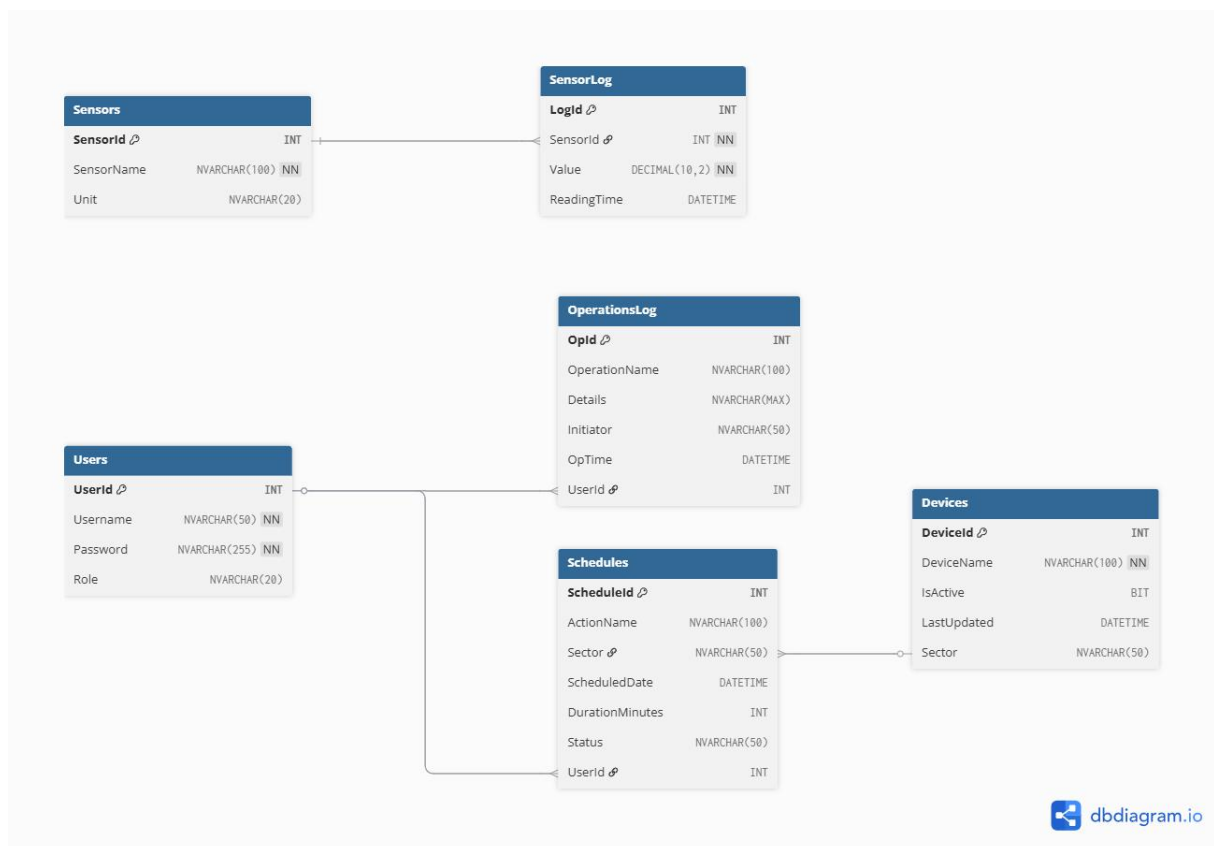 Sensors
SensorId INT
SensorName NVARCHAR(100) NN
Unit NVARCHAR(20)
SensorLog
LogId INT
SensorId INT NN
Value DECIMAL(10,2) NN
ReadingTime DATETIME
OperationsLog
OpId INT
OperationName NVARCHAR(100)
Details NVARCHAR(MAX)
Initiator NVARCHAR(50)
OpTime DATETIME
UserId INT
Users
UserId INT
Username NVARCHAR(50) NN
Password NVARCHAR(255) NN
Role NVARCHAR(20)
Schedules
ScheduleId INT
ActionName NVARCHAR(100)
Sector NVARCHAR(50)
ScheduledDate DATETIME
DurationMinutes INT
Status NVARCHAR(50)
UserId INT
Devices
DeviceId INT
DeviceName NVARCHAR(100) NN
IsActive BIT
LastUpdated DATETIME
Sector NVARCHAR(50)
dbdiagram.io